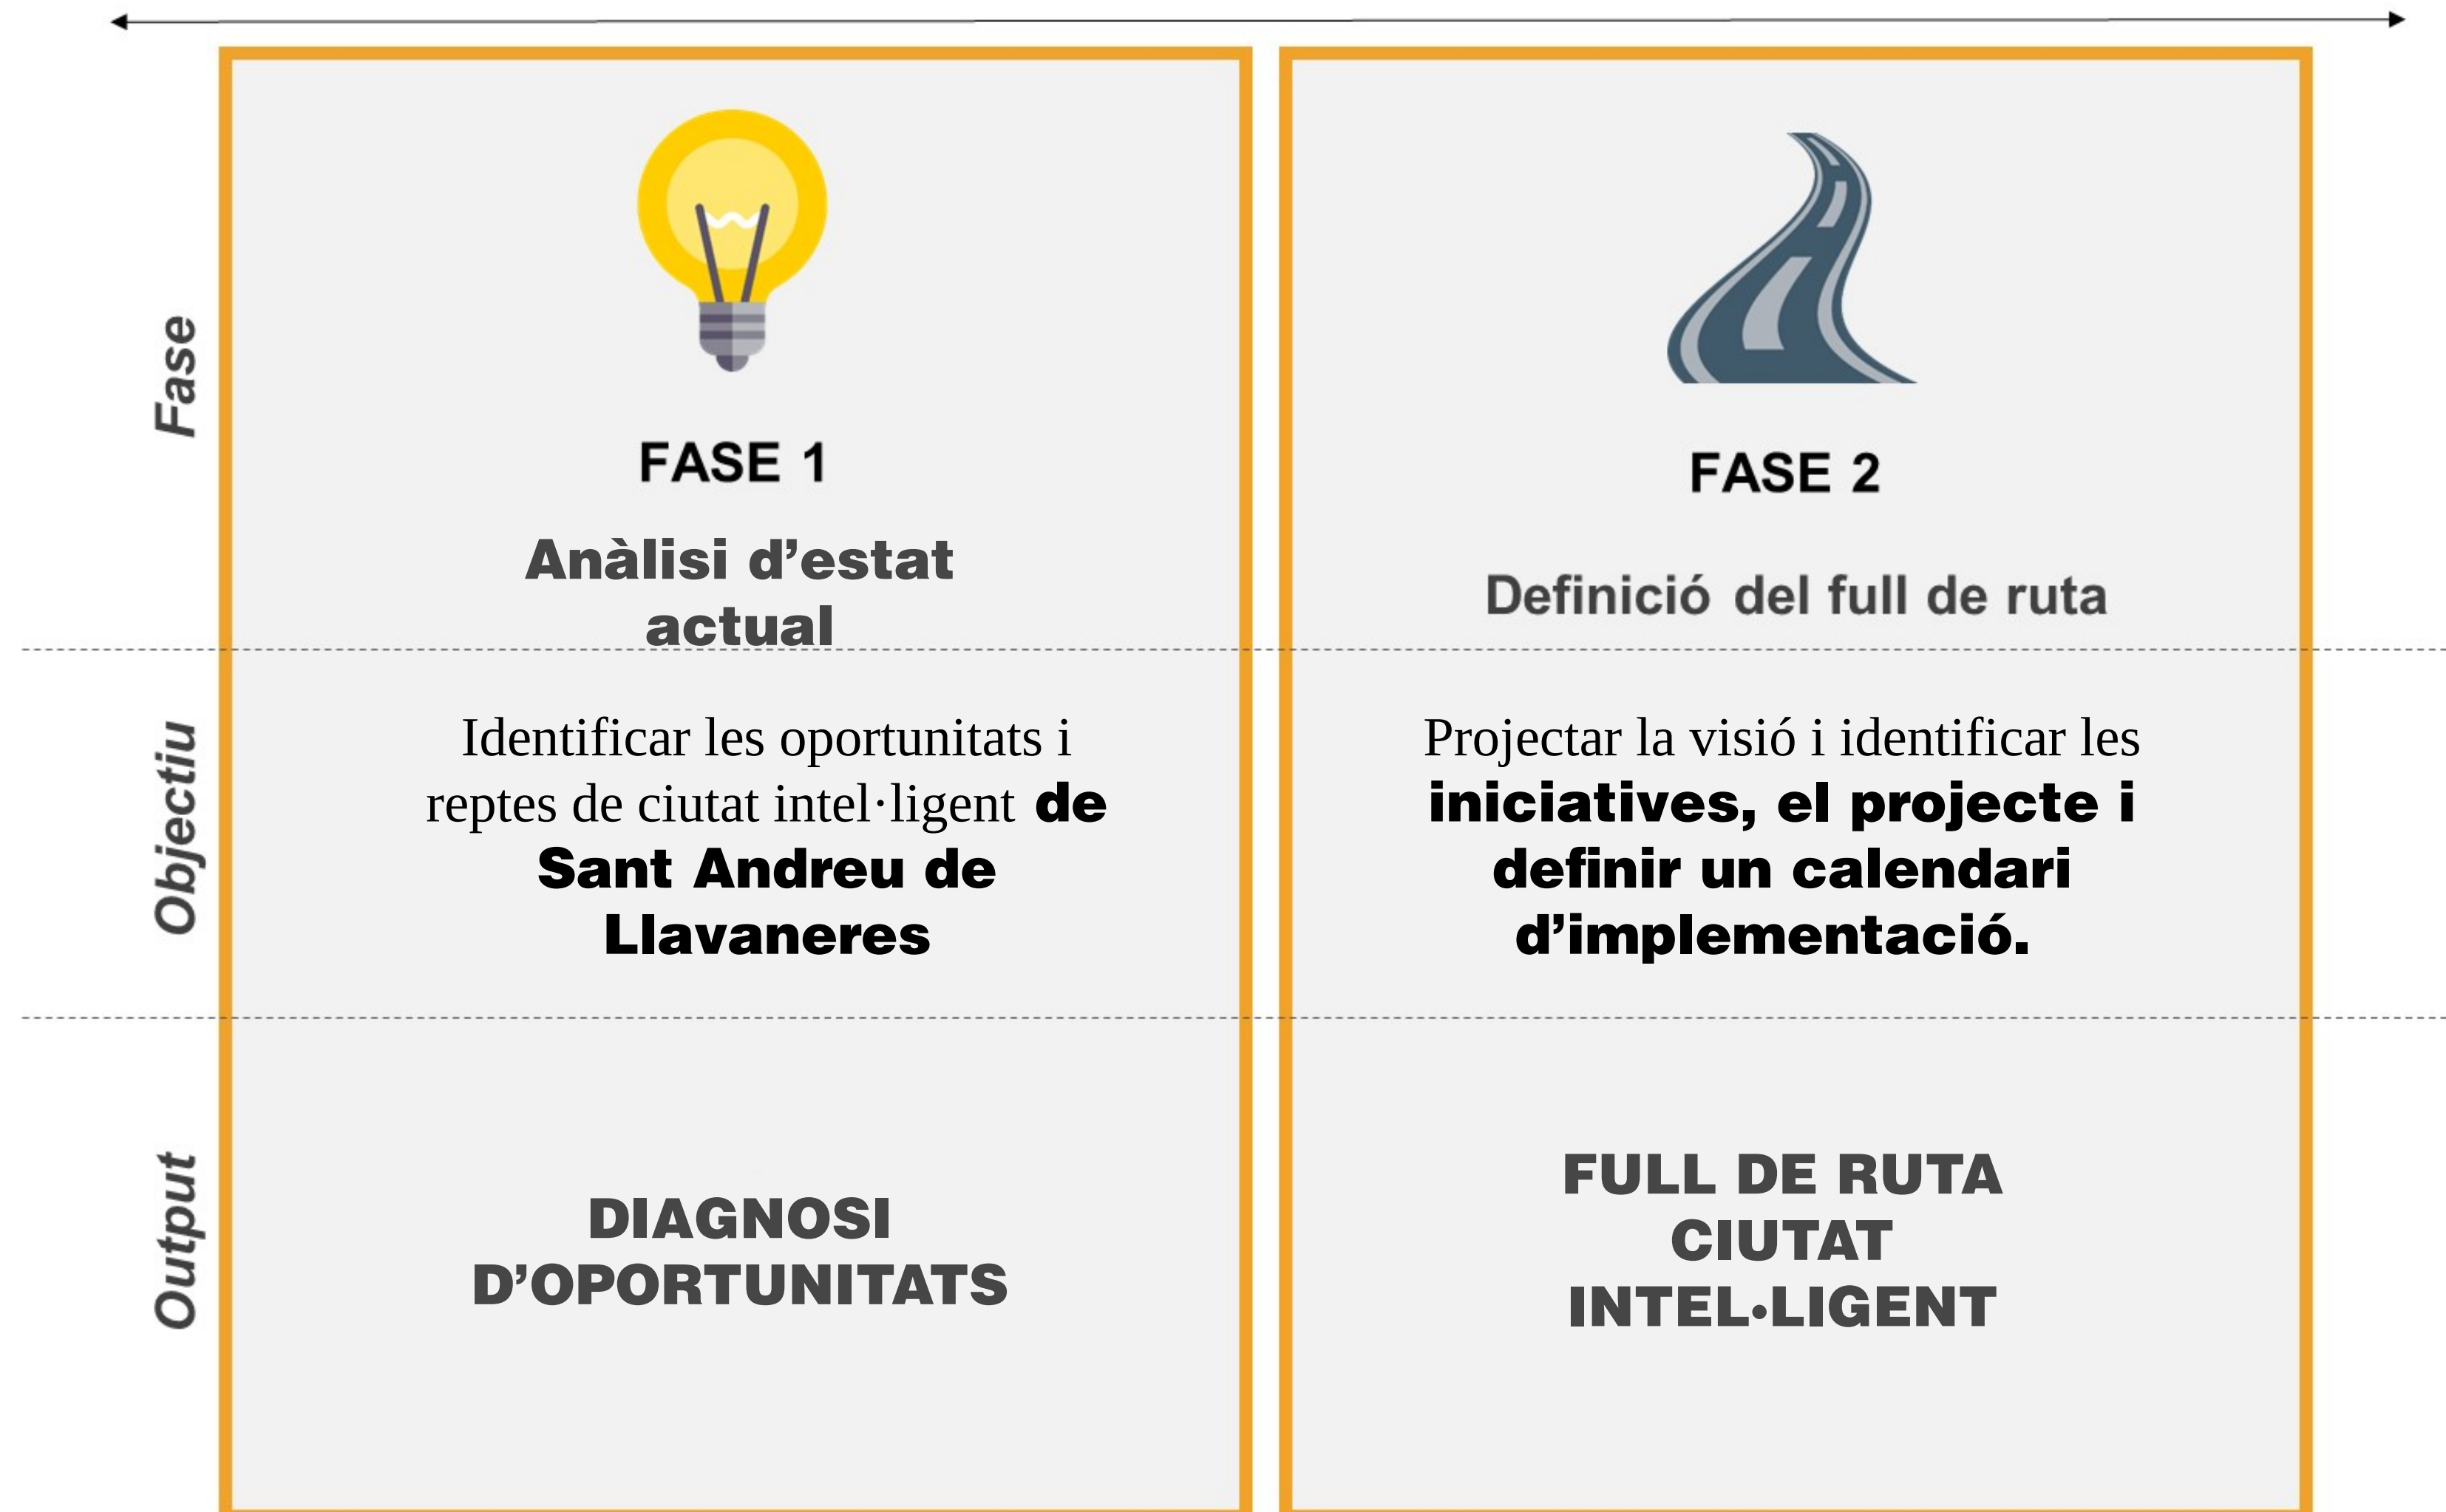 Fase
FASE 1
Anàlisi d’estat
actual
FASE 2
Definició del full de ruta
Objectiu
Identificar les oportunitats i
reptes de ciutat intel·ligent de
Sant Andreu de
Llavaneres
Projectar la visió i identificar les
iniciatives, el projecte i
definir un calendari
d’implementació.
Output
DIAGNOSI
D’OPORTUNITATS
FULL DE RUTA
CIUTAT
INTEL·LIGENT